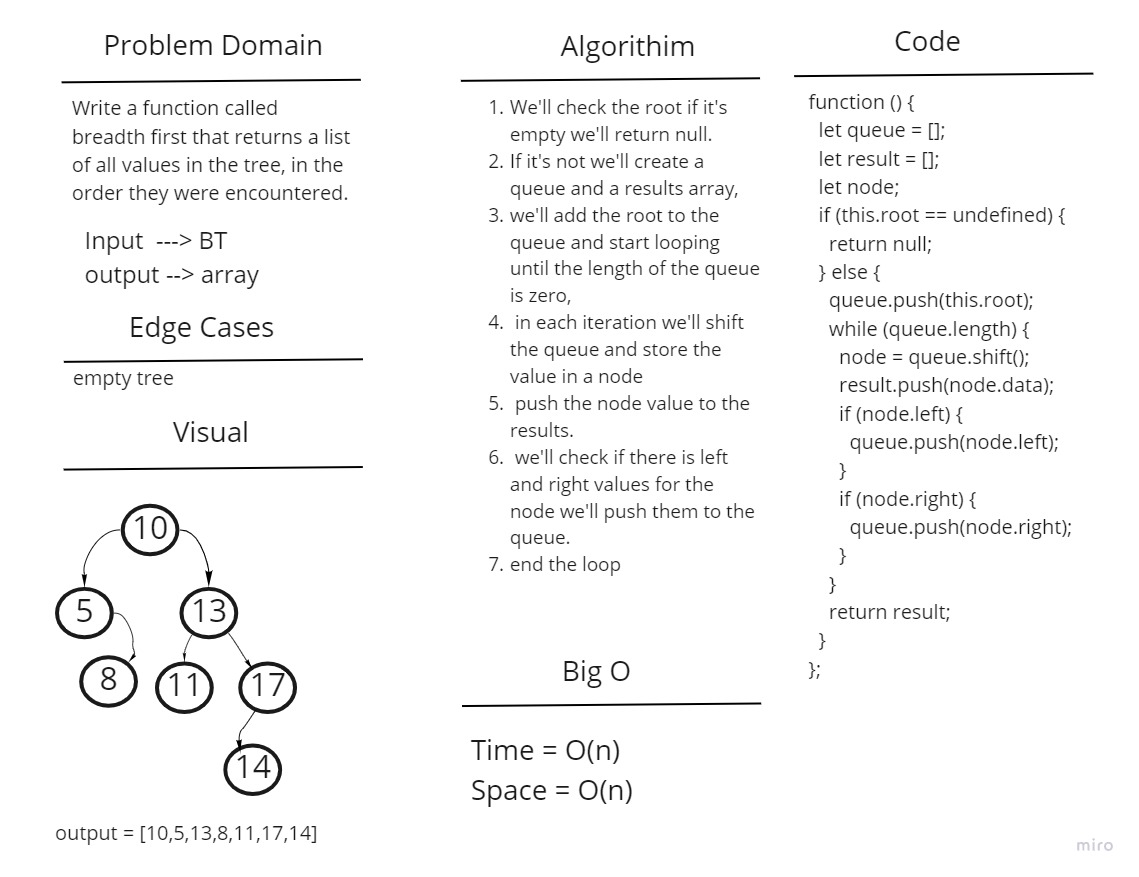 Problem Domain
Write a function called
breadth first that returns a list
of all values in the tree, in the
order they were encountered.
Input ---> BT
output --> array
Edge Cases
empty tree
Visual
10
5
13
8
11
17
14
output = [10,5,13,8,11,17,14]
Algorithim
1. We'll check the root if it's
empty we'll return null.
2. If it's not we'll create a
queue and a results array,
3. we'll add the root to the
queue and start looping
until the length of the queue
is zero,
4. in each iteration we'll shift
the queue and store the
value in a node
5. push the node value to the
results.
6. we'll check if there is left
and right values for the
node we'll push them to the
queue.
7. end the loop
Big O
Time = O(n)
Space = O(n)
Code
function () {
let queue = [];
let result = [];
let node;
if (this.root == undefined) {
return null;
} else {
queue.push(this.root);
while (queue.length) {
node = queue.shift();
result.push(node.data);
if (node.left) {
queue.push(node.left);
}
if (node.right) {
queue.push(node.right);
}
}
return result;
}
};
miro